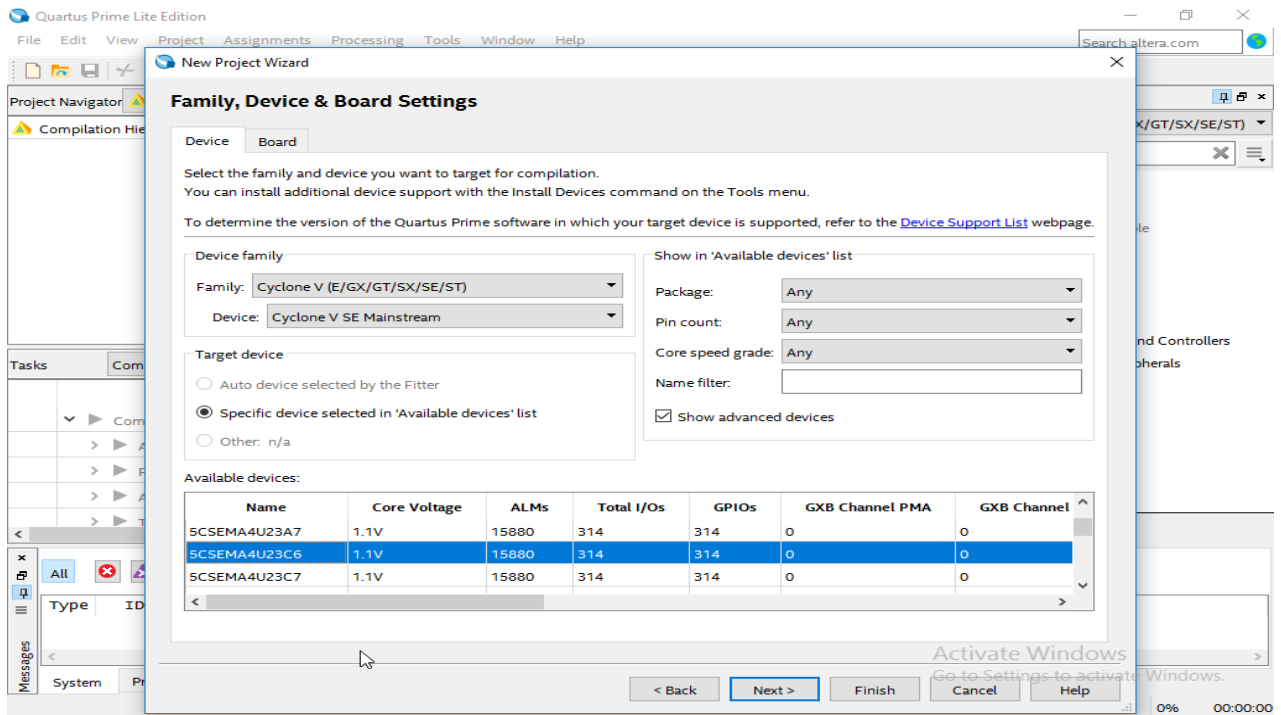 Quartus Prime Lite Edition
File Edit View Project Assignments Processing Tools Window Help
Search altera.com
New Project Wizard
Project Navigator
Compilation Hie
Family, Device & Board Settings
X/GT/SX/SE/ST)
Device Board
Select the family and device you want to target for compilation.
You can install additional device support with the Install Devices command on the Tools menu.
To determine the version of the Quartus Prime software in which your target device is supported, refer to the Device Support List webpage.
Device family
Family: Cyclone V (E/GX/GT/SX/SE/ST)
Device: Cyclone V SE Mainstream
Show in 'Available devices' list
Package: Any
Pin count: Any
Core speed grade: Any
Name filter:
Show advanced devices
Target device
Auto device selected by the Fitter
Specific device selected in 'Available devices' list
Other: n/a
nd Controllers
pherals
Tasks Com
Com
Available devices:
Name Core Voltage ALMs Total I/Os GPIOs GXB Channel PMA GXB Channel
5CSEMA4U23A7 1.1V 15880 314 314 0 0
5CSEMA4U23C6 1.1V 15880 314 314 0 0
5CSEMA4U23C7 1.1V 15880 314 314 0 0
All
Type ID
Messages
System Pr
< Back Next > Finish Cancel Help
Activate Windows
Go to Settings to activate Windows.
0% 00:00:00